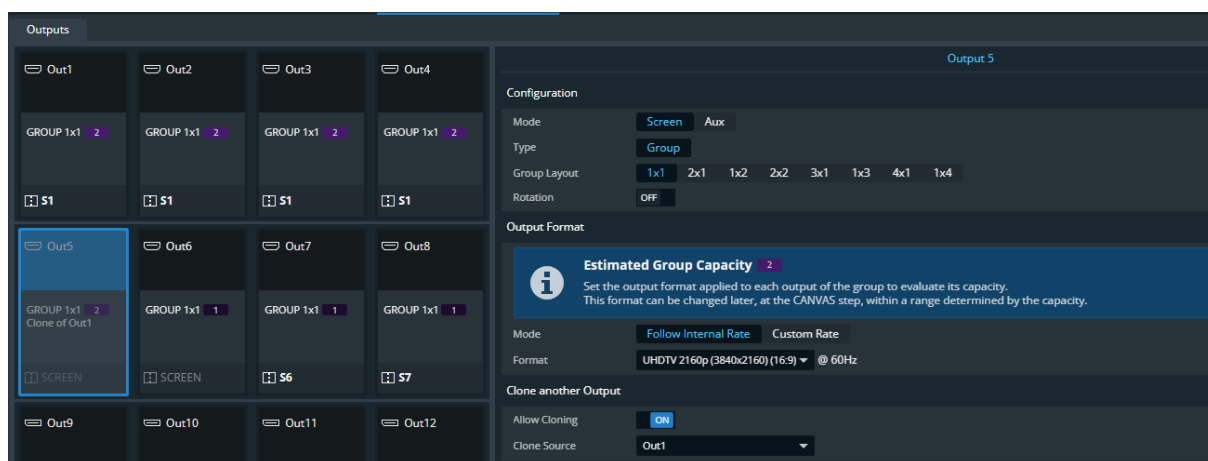 Outputs
Out1
Out2
Out3
Out4
GROUP 1x1 2
GROUP 1x1 2
GROUP 1x1 2
GROUP 1x1 2
S1
S1
S1
S1
Out5
Out6
Out7
Out8
GROUP 1x1 2
Clone of Out1
GROUP 1x1 1
GROUP 1x1 1
GROUP 1x1 1
SCREEN
SCREEN
S6
S7
Out9
Out10
Out11
Out12
Output 5
Configuration
Mode Screen Aux
Type Group
Group Layout 1x1 2x1 1x2 2x2 3x1 1x3 4x1 1x4
Rotation OFF
Output Format
Estimated Group Capacity 2
Set the output format applied to each output of the group to evaluate its capacity.
This format can be changed later, at the CANVAS step, within a range determined by the capacity.
Mode Follow Internal Rate Custom Rate
Format UHDTV 2160p (3840x2160) (16:9) @ 60Hz
Clone another Output
Allow Cloning ON
Clone Source Out1